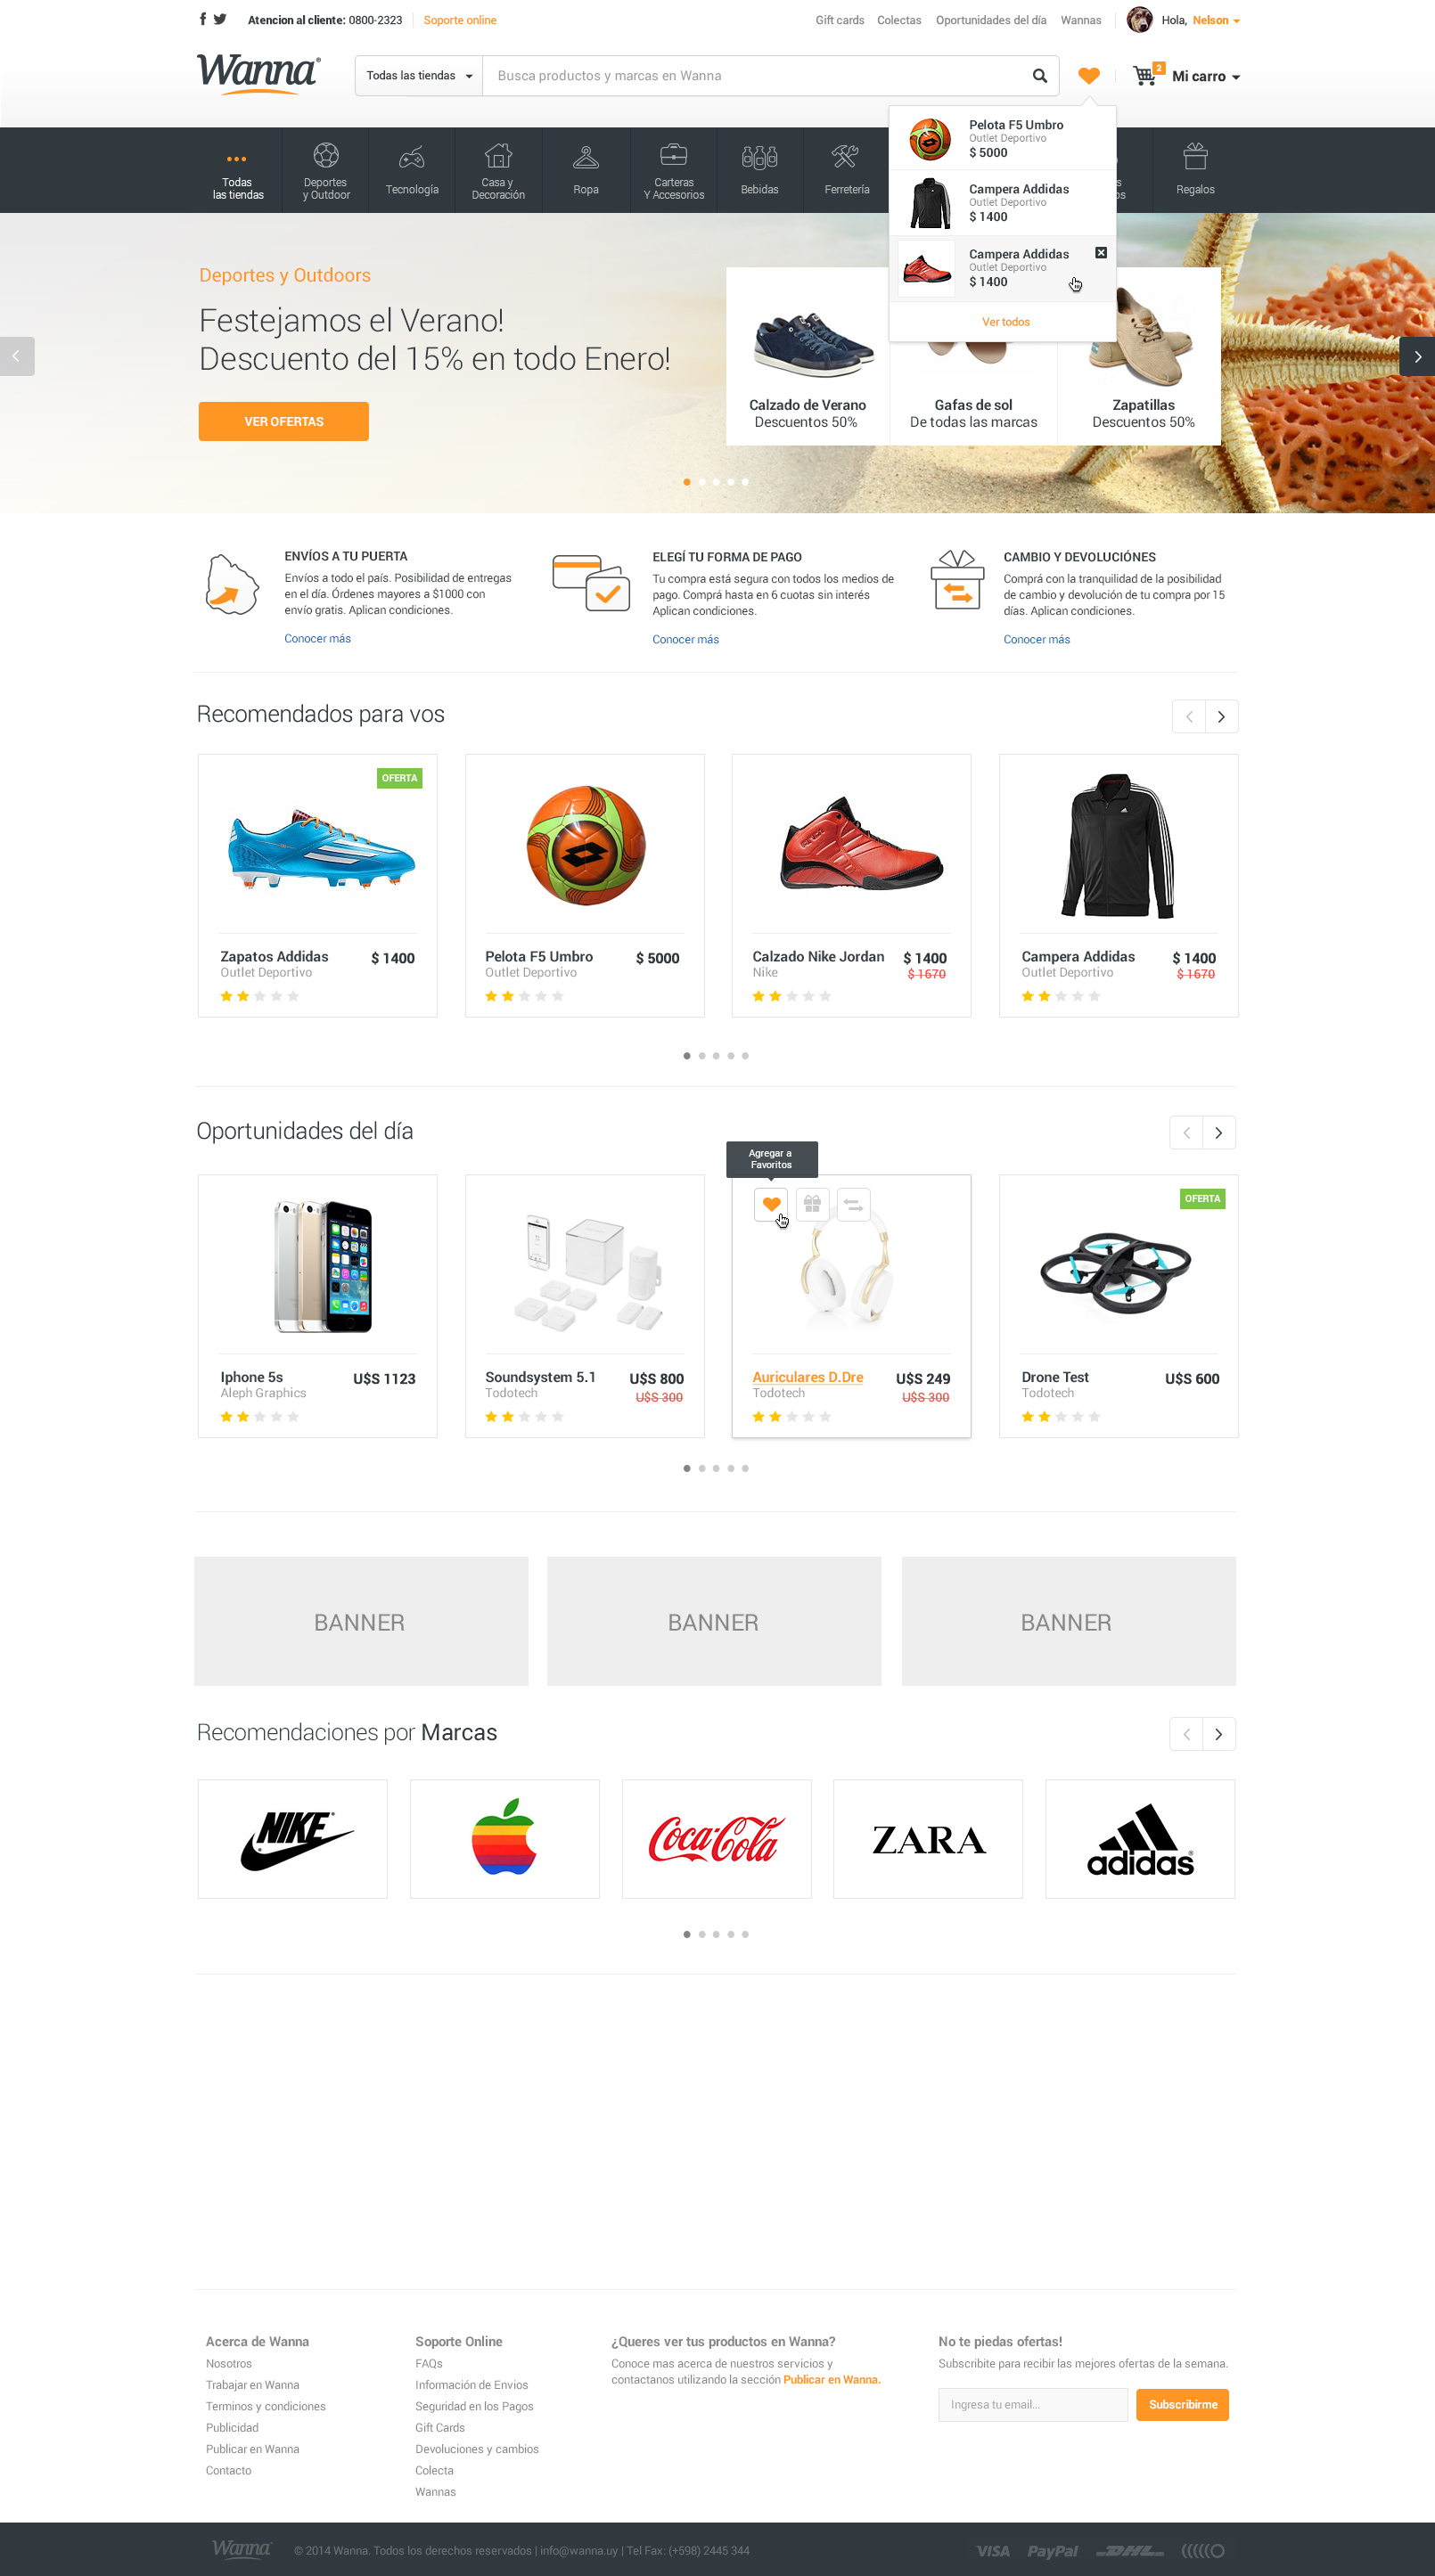 Atencion al cliente: 0800-2323
Soporte online
Gift cards
Colectas
Oportunidades del día
Wannas
Hola, Nelson
Wanna®
Todas las tiendas
Busca productos y marcas en Wanna
2
Mi carro
Todas
las tiendas
Deportes
y Outdoor
Tecnología
Casa y
Decoración
Ropa
Carteras
Y Accesorios
Bebidas
Ferretería
Regalos
Pelota F5 Umbro
Outlet Deportivo
$ 5000
Campera Addidas
Outlet Deportivo
$ 1400
Campera Addidas
Outlet Deportivo
$ 1400
Ver todos
Deportes y Outdoors
Festejamos el Verano!
Descuento del 15% en todo Enero!
VER OFERTAS
Calzado de Verano
Descuentos 50%
Gafas de sol
De todas las marcas
Zapatillas
Descuentos 50%
ENVÍOS A TU PUERTA
Envíos a todo el país. Posibilidad de entregas
en el día. Órdenes mayores a $1000 con
envío gratis. Aplican condiciones.
Conocer más
ELEGÍ TU FORMA DE PAGO
Tu compra está segura con todos los medios de
pago. Comprá hasta en 6 cuotas sin interés
Aplican condiciones.
Conocer más
CAMBIO Y DEVOLUCIÓNES
Comprá con la tranquilidad de la posibilidad
de cambio y devolución de tu compra por 15
días. Aplican condiciones.
Conocer más
Recomendados para vos
OFERTA
Zapatos Addidas
$ 1400
Outlet Deportivo
Pelota F5 Umbro
$ 5000
Outlet Deportivo
Calzado Nike Jordan
$ 1400
Nike
$ 1670
Campera Addidas
$ 1400
Outlet Deportivo
$ 1670
Oportunidades del día
Agregar a
Favoritos
OFERTA
Iphone 5s
U$S 1123
Aleph Graphics
Soundsystem 5.1
U$S 800
Todotech
U$S 300
Auriculares D.Dre
U$S 249
Todotech
U$S 300
Drone Test
U$S 600
Todotech
BANNER
BANNER
BANNER
Recomendaciones por Marcas
NIKE
Coca-Cola
ZARA
adidas®
Acerca de Wanna
Nosotros
Trabajar en Wanna
Terminos y condiciones
Publicidad
Publicar en Wanna
Contacto
Soporte Online
FAQs
Información de Envios
Seguridad en los Pagos
Gift Cards
Devoluciones y cambios
Colecta
Wannas
¿Queres ver tus productos en Wanna?
Conoce mas acerca de nuestros servicios y
contactanos utilizando la sección Publicar en Wanna.
No te piedas ofertas!
Subscribite para recibir las mejores ofertas de la semana.
Ingresa tu email...
Subscribirme
Wanna
© 2014 Wanna. Todos los derechos reservados | info@wanna.uy | Tel Fax: (+598) 2445 344
VISA
PayPal
DHL